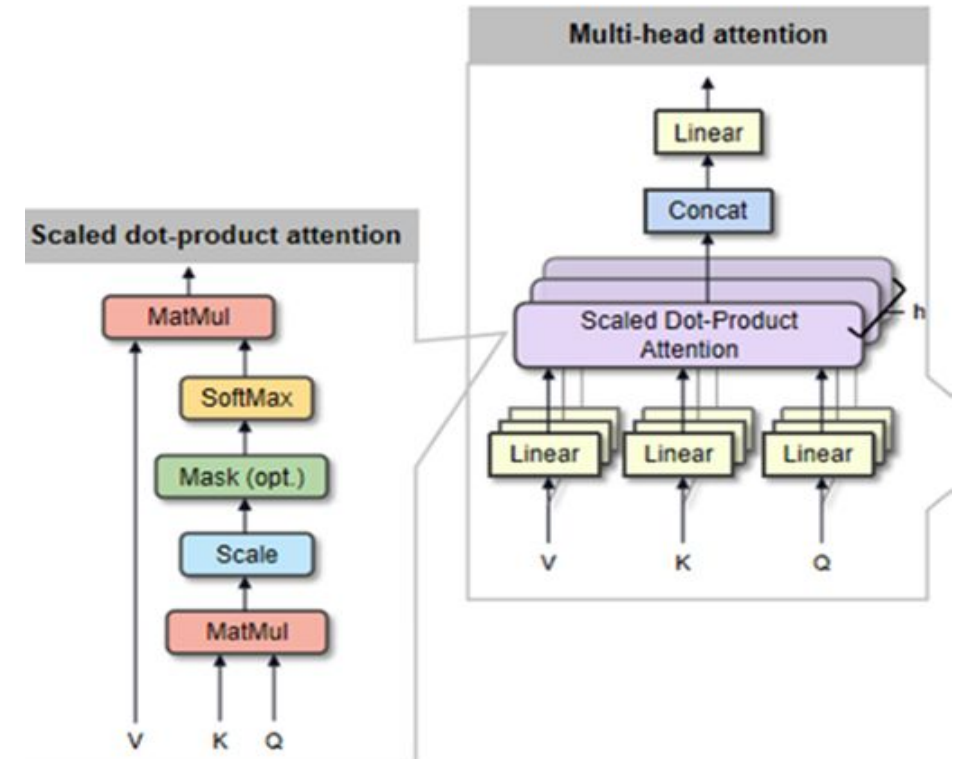 Multi-head attention
Linear
Concat
Scaled Dot-Product
Attention
h
Linear
Linear
Linear
V
K
Q
Scaled dot-product attention
MatMul
SoftMax
Mask (opt.)
Scale
MatMul
V
K
Q